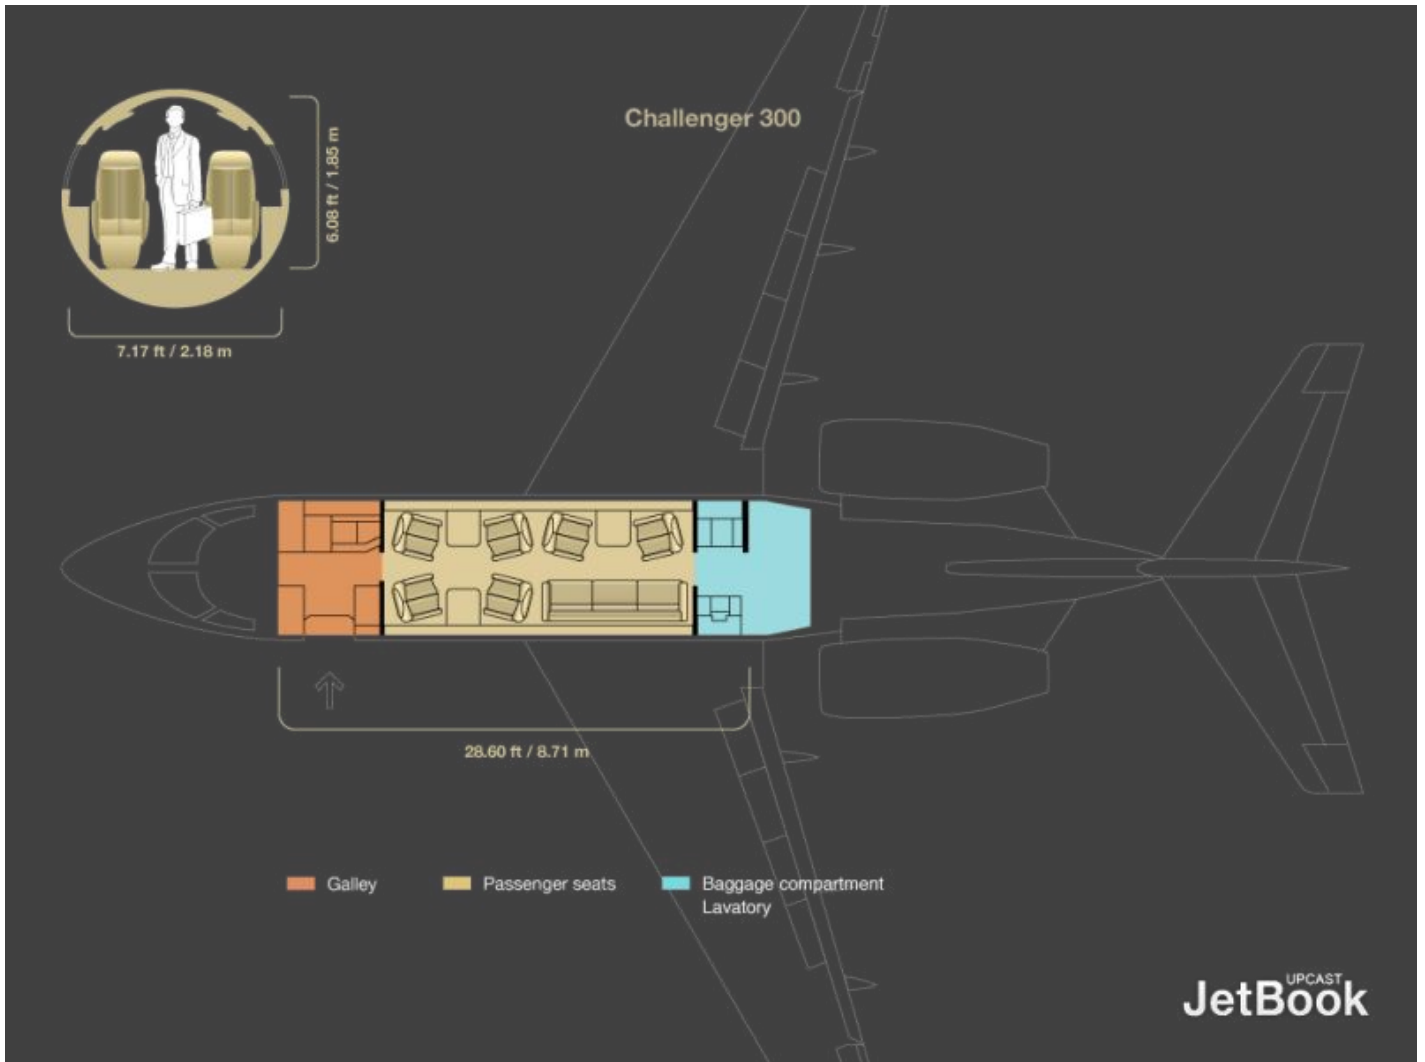 Challenger 300
6.08 ft / 1.85 m
7.17 ft / 2.18 m
28.60 ft / 8.71 m
Galley
Passenger seats
Baggage compartment
Lavatory
UPCAST
JetBook